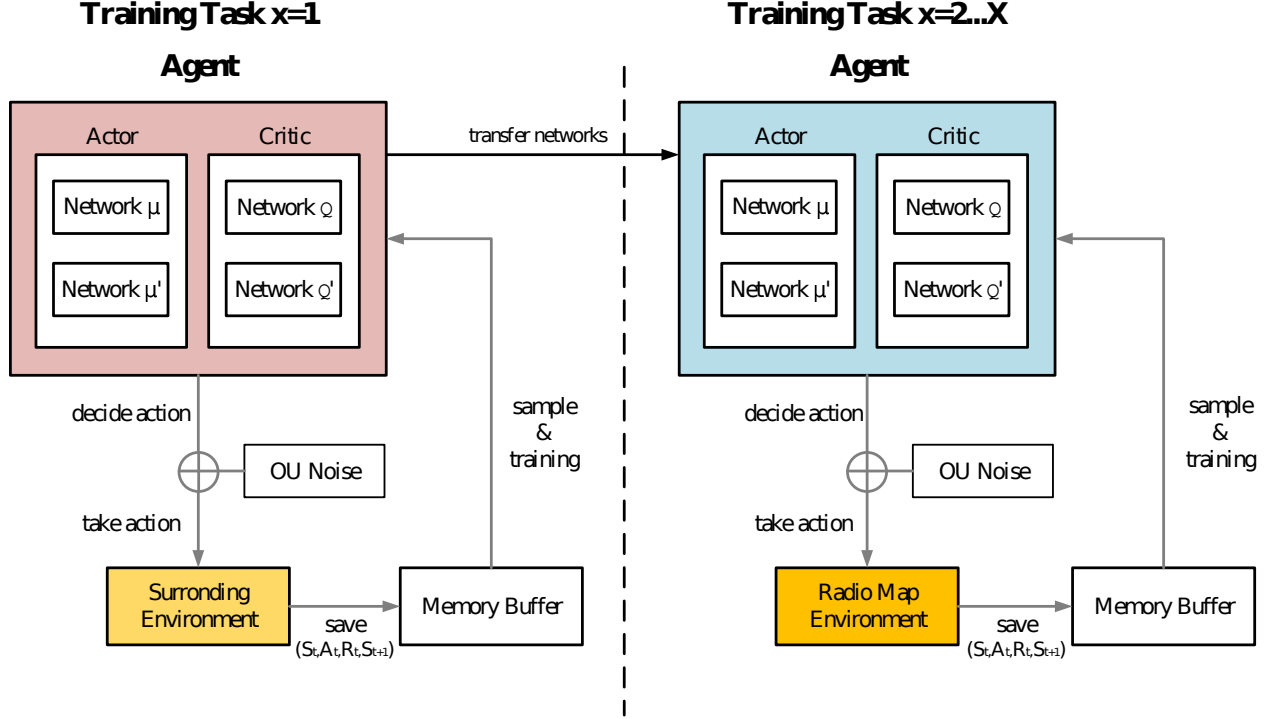 Training Task x=1
Agent
Actor
Critic
Network μ
Network Q
Network μ'
Network Q'
decide action
OU Noise
take action
sample
&
training
Surronding
Environment
save
(St,At,Rt,St+1)
Memory Buffer
transfer networks
Training Task x=2...X
Agent
Actor
Critic
Network μ
Network Q
Network μ'
Network Q'
decide action
OU Noise
take action
sample
&
training
Radio Map
Environment
save
(St,At,Rt,St+1)
Memory Buffer